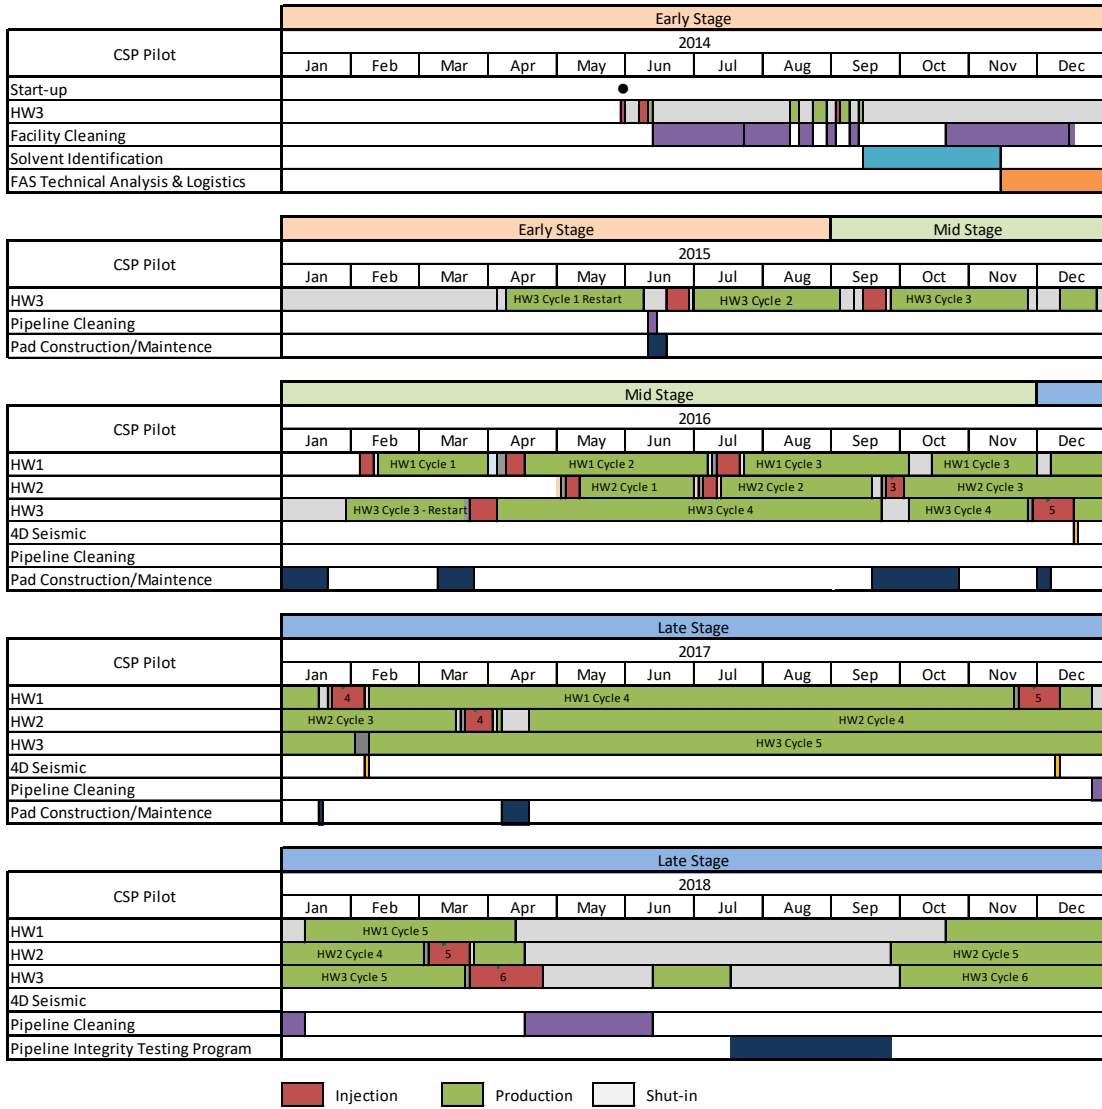 Early Stage
CSP Pilot
2014
Jan Feb Mar Apr May Jun Jul Aug Sep Oct Nov Dec
Start-up
HW3
Facility Cleaning
Solvent Identification
FAS Technical Analysis & Logistics
Early Stage Mid Stage
CSP Pilot
2015
Jan Feb Mar Apr May Jun Jul Aug Sep Oct Nov Dec
HW3 HW3 Cycle 1 Restart HW3 Cycle 2 HW3 Cycle 3
Pipeline Cleaning
Pad Construction/Maintence
Mid Stage
CSP Pilot
2016
Jan Feb Mar Apr May Jun Jul Aug Sep Oct Nov Dec
HW1 HW1 Cycle 1 HW1 Cycle 2 HW1 Cycle 3 HW1 Cycle 3
HW2 HW2 Cycle 1 HW2 Cycle 2 3 HW2 Cycle 3
HW3 HW3 Cycle 3 - Restart HW3 Cycle 4 HW3 Cycle 4 5
4D Seismic
Pipeline Cleaning
Pad Construction/Maintence
Late Stage
CSP Pilot
2017
Jan Feb Mar Apr May Jun Jul Aug Sep Oct Nov Dec
HW1 4 HW1 Cycle 4 5
HW2 HW2 Cycle 3 4 HW2 Cycle 4
HW3 HW3 Cycle 5
4D Seismic
Pipeline Cleaning
Pad Construction/Maintence
Late Stage
CSP Pilot
2018
Jan Feb Mar Apr May Jun Jul Aug Sep Oct Nov Dec
HW1 HW1 Cycle 5
HW2 HW2 Cycle 4 5 HW2 Cycle 5
HW3 HW3 Cycle 5 6 HW3 Cycle 6
4D Seismic
Pipeline Cleaning
Pipeline Integrity Testing Program
Injection Production Shut-in